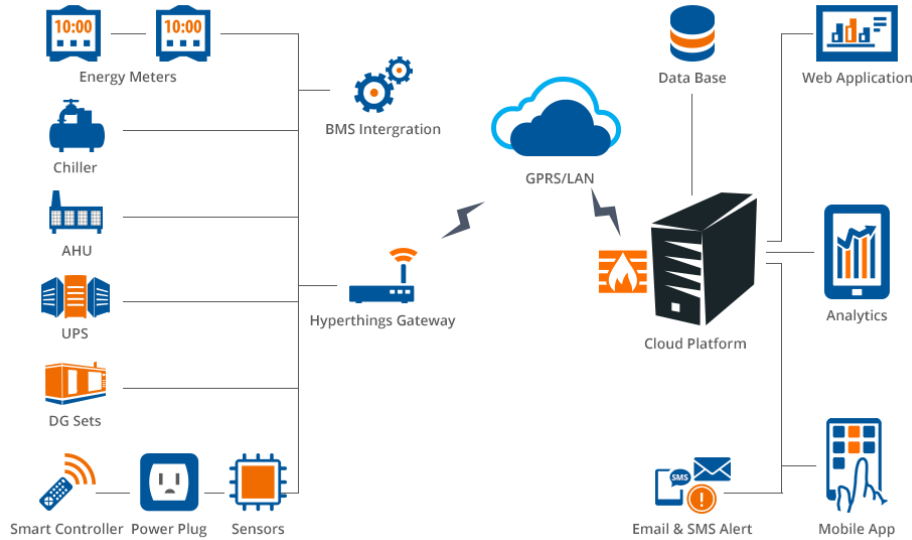 10:00
10:00
Energy Meters
Chiller
AHU
UPS
DG Sets
Smart Controller
Power Plug
Sensors
BMS Intergration
Hyperthings Gateway
GPRS/LAN
Data Base
Cloud Platform
Web Application
Analytics
SMS
Email & SMS Alert
Mobile App